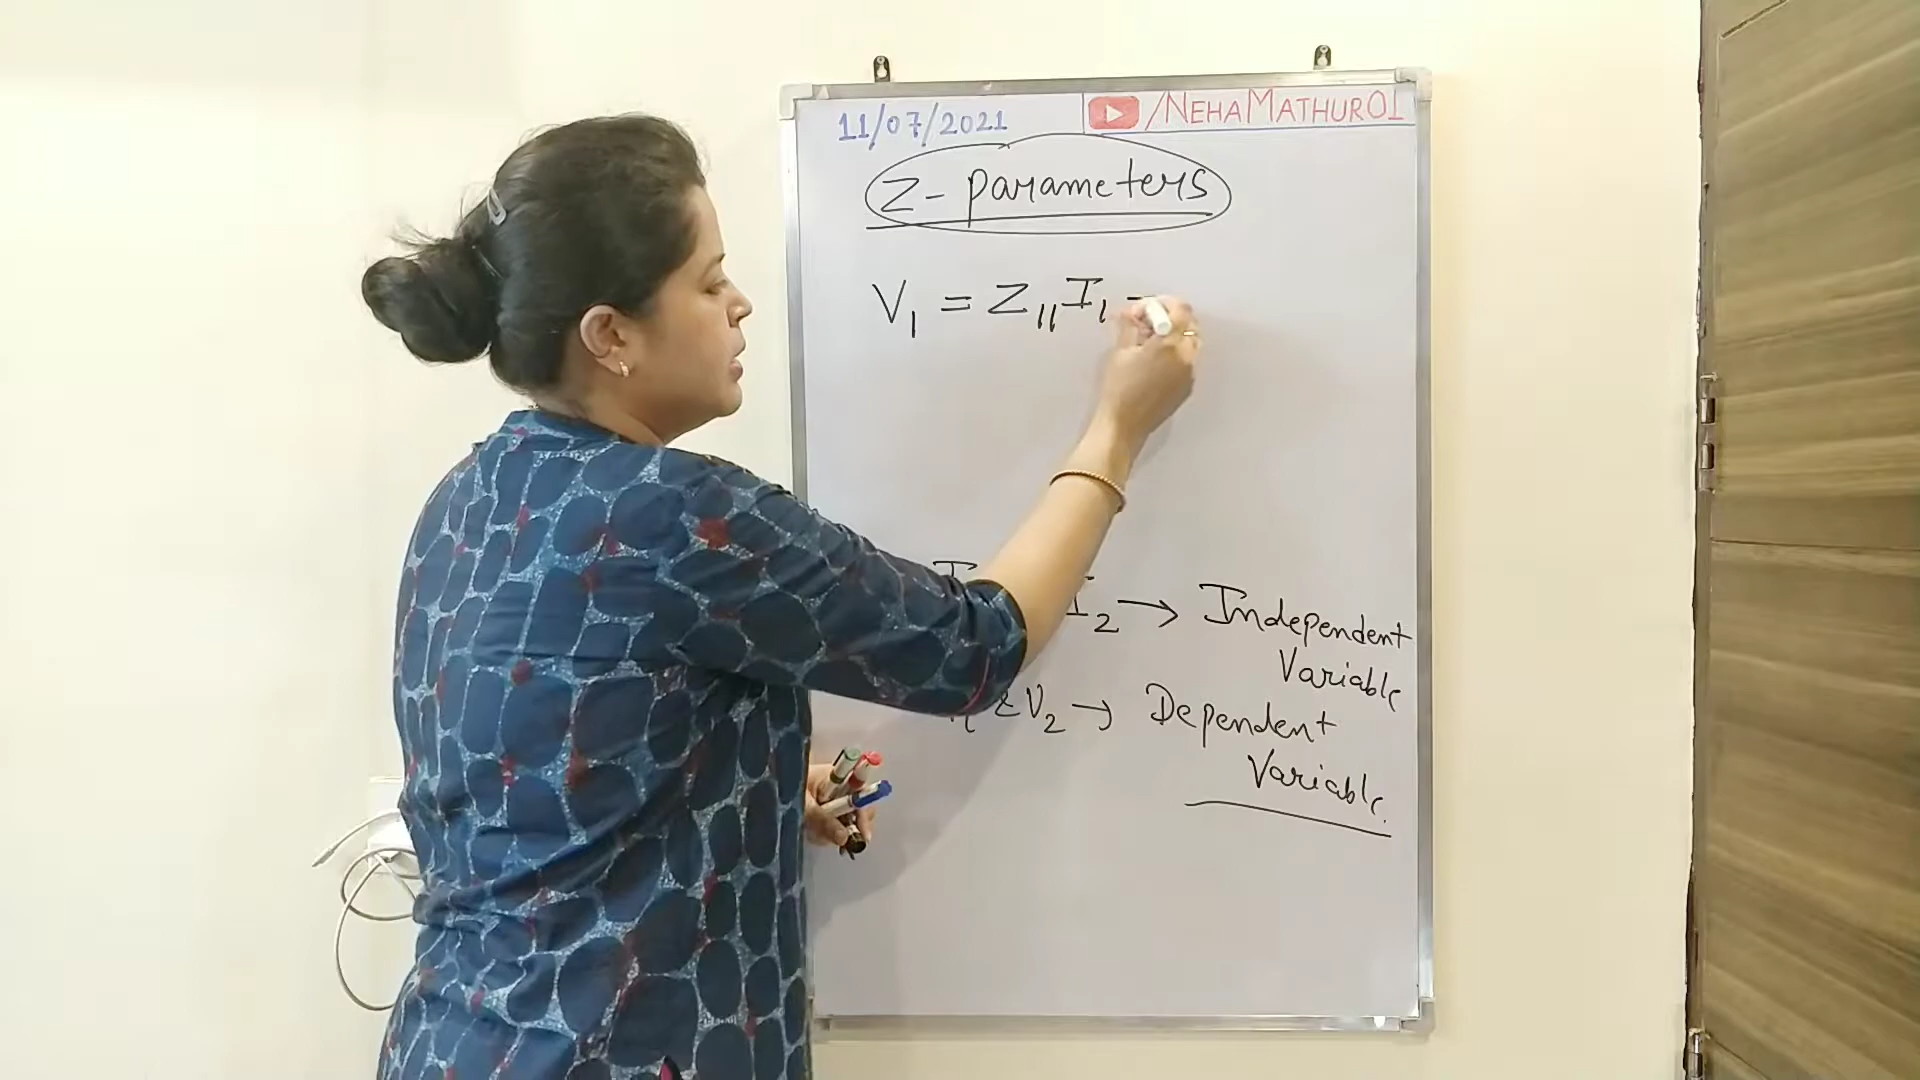 11/07/2021
/NEHAMATHUR01
Z - parameters
V1 = Z11 I1 -
I2 → Independent
Variable
& V2 → Dependent
Variable